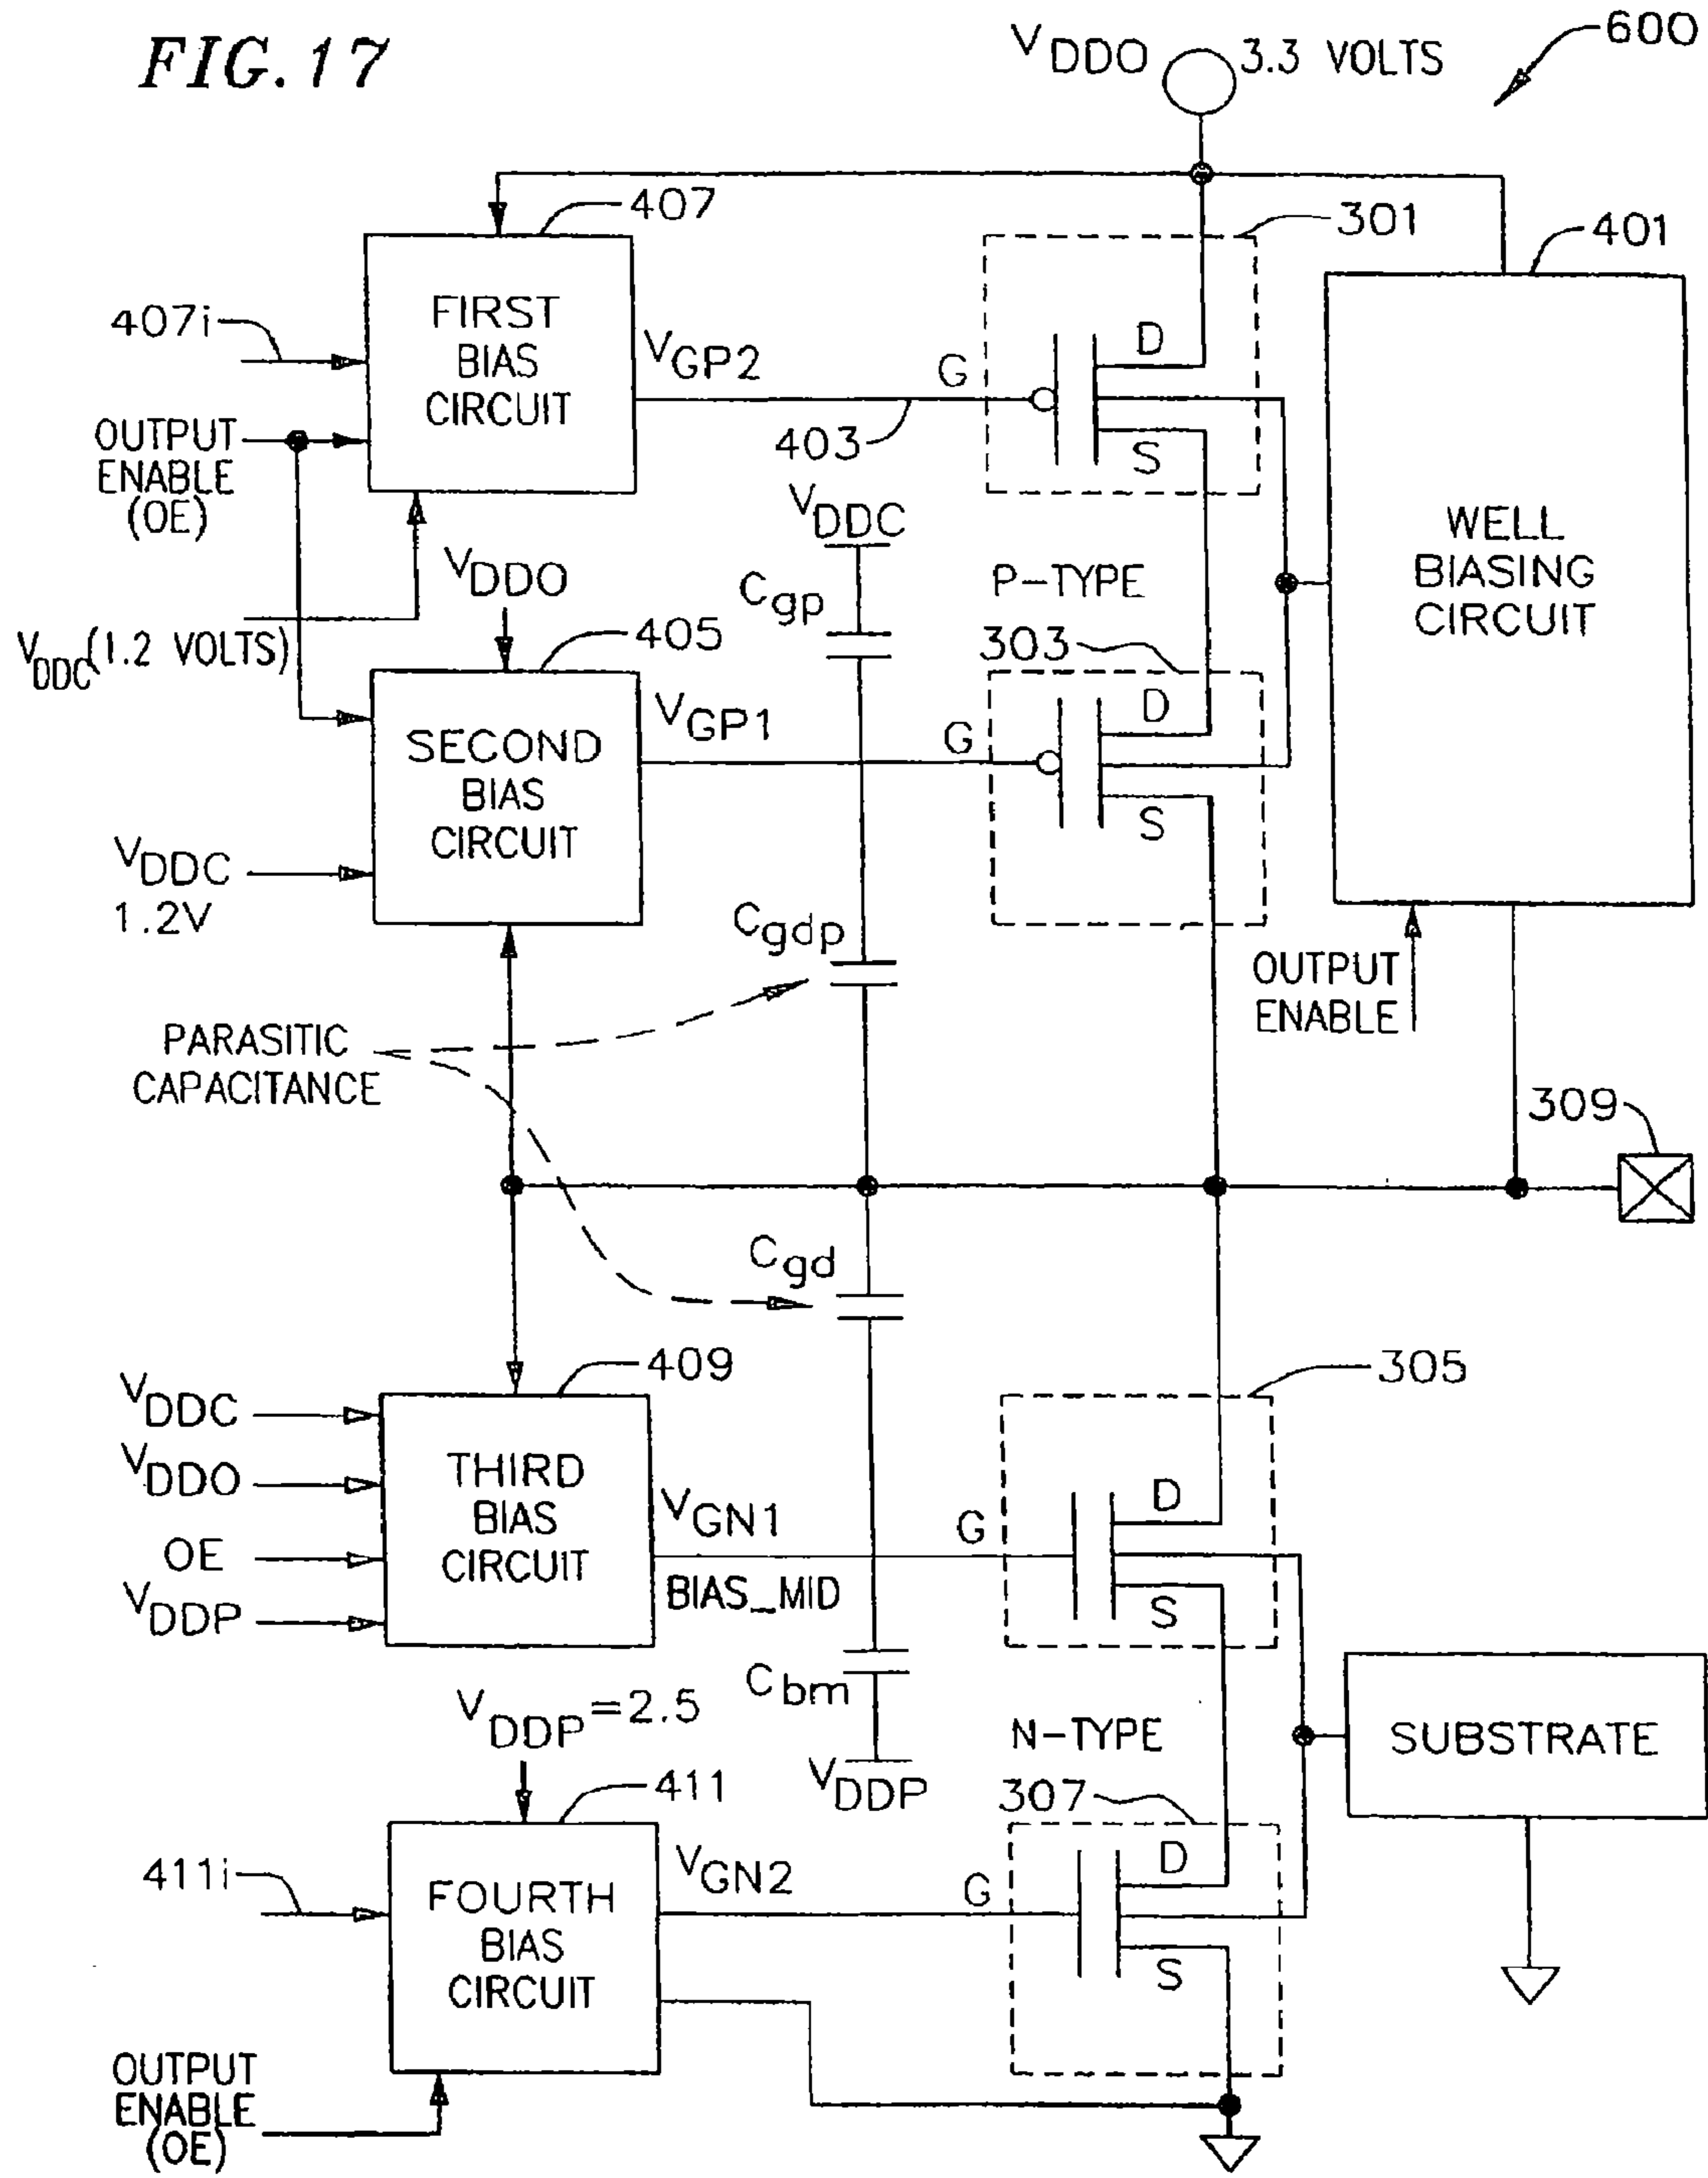 FIG.17
VDDO
3.3 VOLTS
600
407
301
401
407i
FIRST
BIAS
CIRCUIT
VGP2
G
D
S
403
OUTPUT
ENABLE
(OE)
VDDC
VDDO
Cgp
P-TYPE
WELL
BIASING
CIRCUIT
VDDC(1.2 VOLTS)
405
303
SECOND
BIAS
CIRCUIT
VGP1
G
D
S
VDDC
1.2V
Cgdp
OUTPUT
ENABLE
PARASITIC
CAPACITANCE
309
Cgd
409
305
VDDC
VDDO
OE
VDDP
THIRD
BIAS
CIRCUIT
VGN1
BIAS_MID
G
D
S
Cbm
VDDP
VDDP=2.5
N-TYPE
SUBSTRATE
411
307
411i
FOURTH
BIAS
CIRCUIT
VGN2
G
D
S
OUTPUT
ENABLE
(OE)